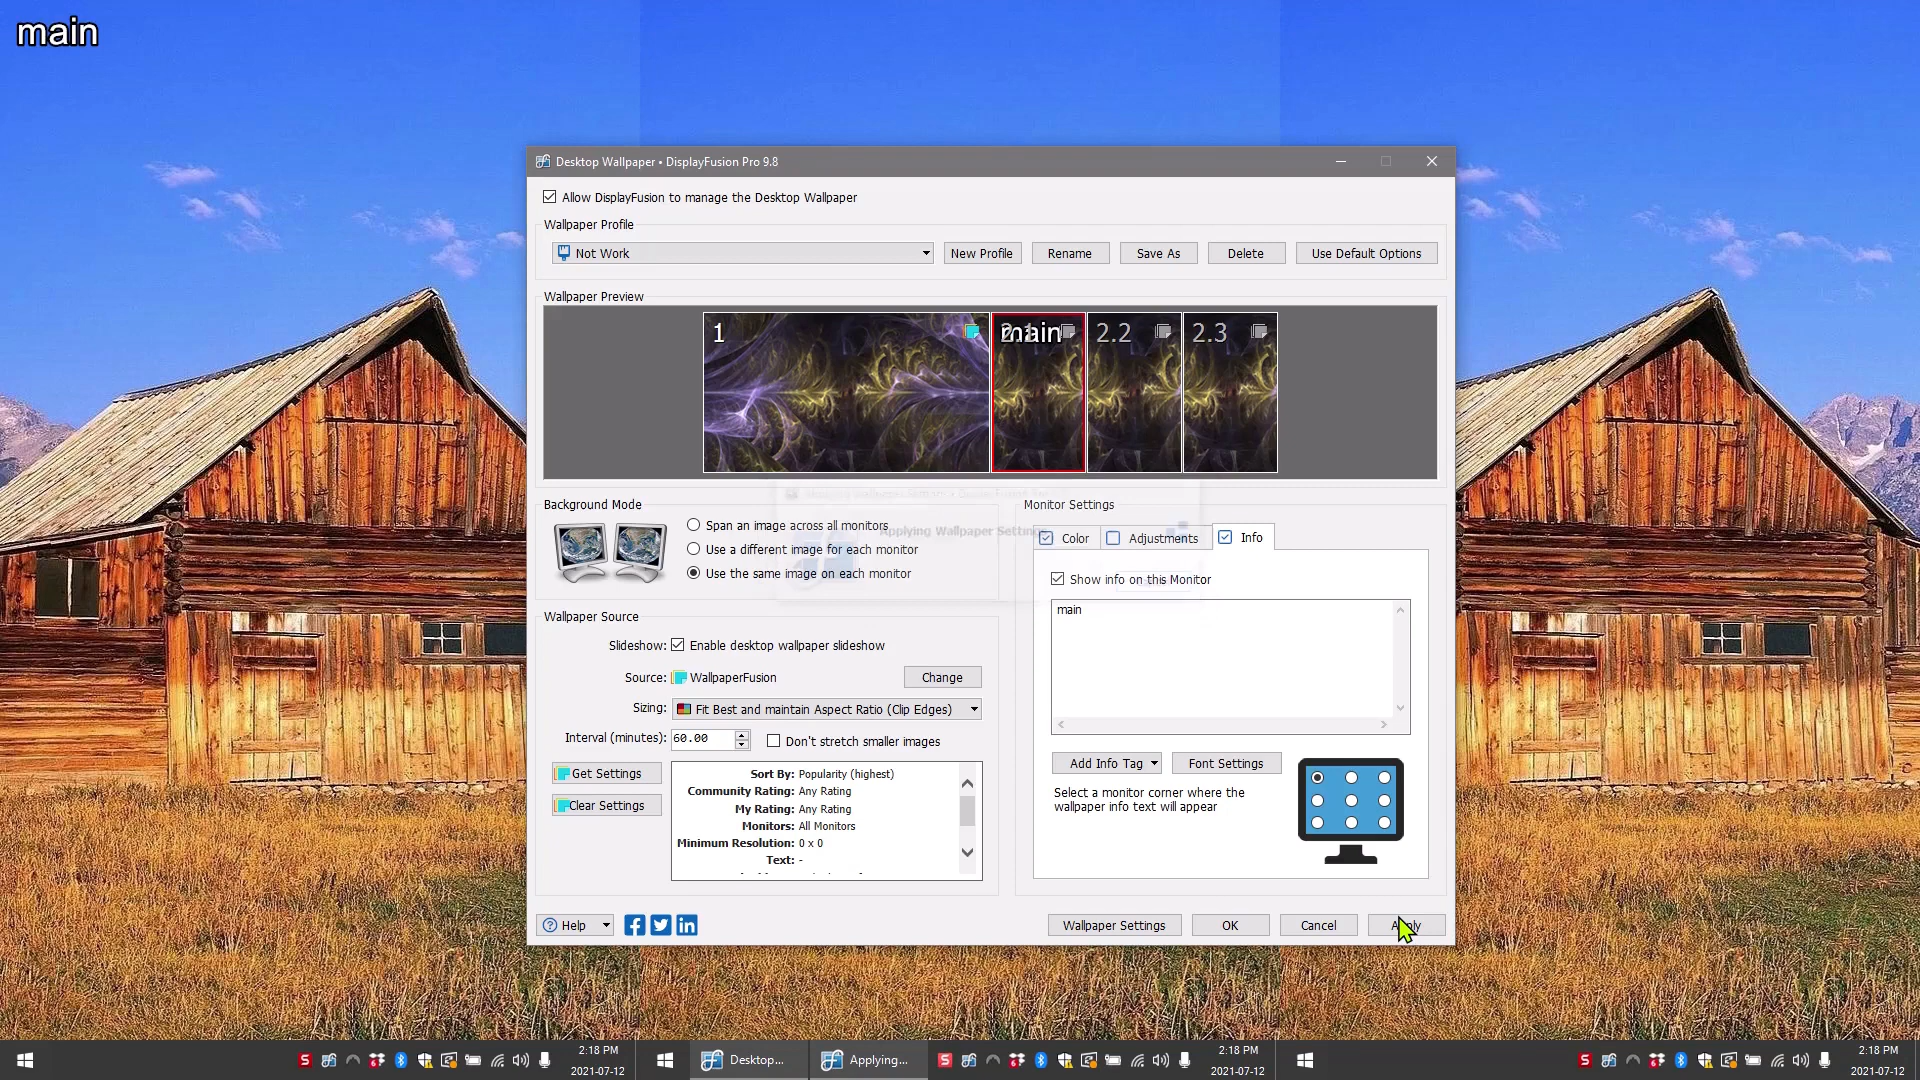 main
Desktop Wallpaper • DisplayFusion Pro 9.8
Allow DisplayFusion to manage the Desktop Wallpaper
Wallpaper Profile
Not Work
New Profile
Rename
Save As
Delete
Use Default Options
Wallpaper Preview
1
main
2.2
2.3
Background Mode
Span an image across all monitors
Use a different image for each monitor
Use the same image on each monitor
Applying Wallpaper Settings
Monitor Settings
Color
Adjustments
Info
Show info on this Monitor
main
Add Info Tag
Font Settings
Select a monitor corner where the
wallpaper info text will appear
Wallpaper Source
Slideshow:
Enable desktop wallpaper slideshow
Source:
WallpaperFusion
Change
Sizing:
Fit Best and maintain Aspect Ratio (Clip Edges)
Interval (minutes):
60.00
Don't stretch smaller images
Get Settings
Clear Settings
Sort By: Popularity (highest)
Community Rating: Any Rating
My Rating: Any Rating
Monitors: All Monitors
Minimum Resolution: 0 x 0
Text: -
Help
Wallpaper Settings
OK
Cancel
Apply
2:18 PM
2021-07-12
Desktop...
Applying...
2:18 PM
2021-07-12
2:18 PM
2021-07-12